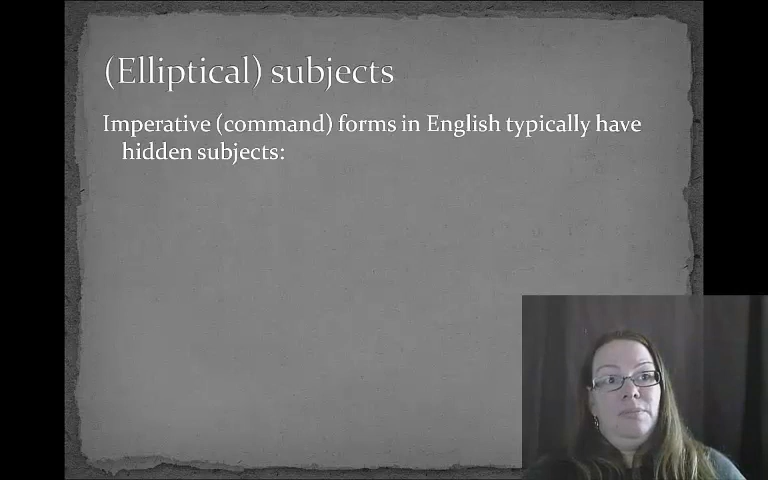 (Elliptical) subjects
Imperative (command) forms in English typically have
hidden subjects: